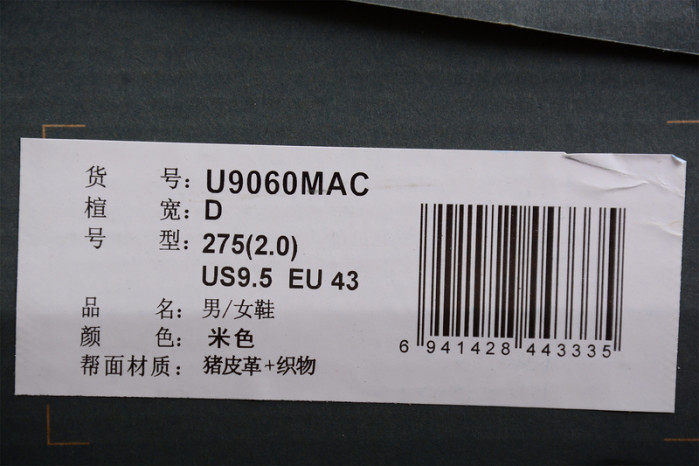 货 号: U9060MAC
楦 宽: D
号 型: 275(2.0)
US9.5 EU 43
品 名: 男/女鞋
颜 色: 米色
帮面材质: 猪皮革+织物
6 941428 443335